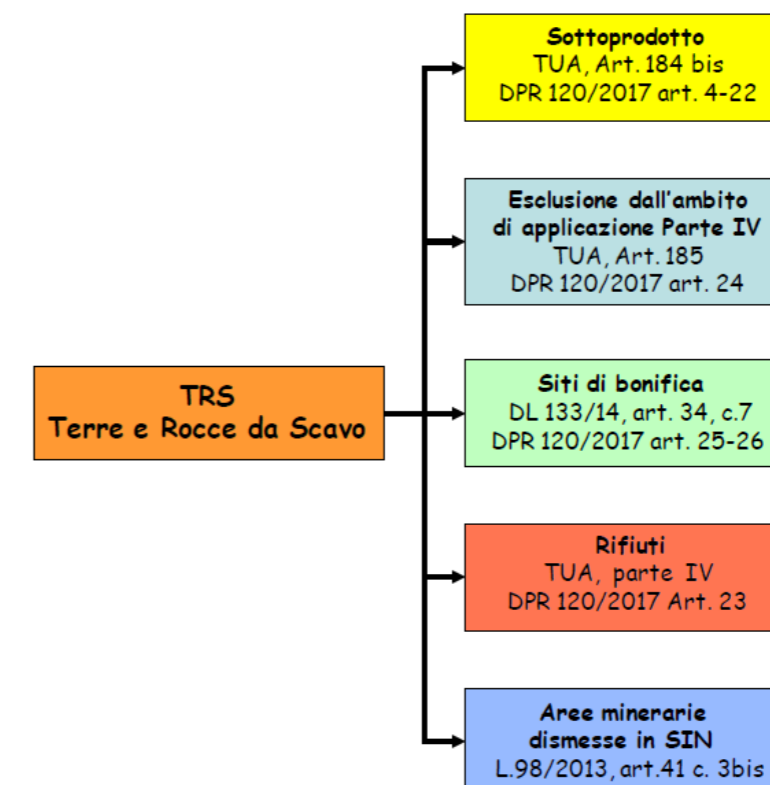 Sottoprodotto
TUA, Art. 184 bis
DPR 120/2017 art. 4-22
Esclusione dall'ambito
di applicazione Parte IV
TUA, Art. 185
DPR 120/2017 art. 24
TRS
Terre e Rocce da Scavo
Siti di bonifica
DL 133/14, art. 34, c.7
DPR 120/2017 art. 25-26
Rifiuti
TUA, parte IV
DPR 120/2017 Art. 23
Aree minerarie
dismesse in SIN
L.98/2013, art.41 c. 3bis